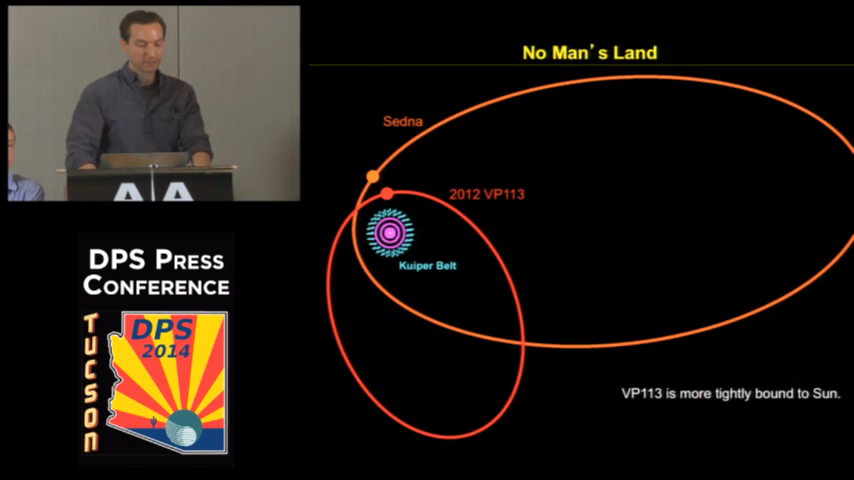 No Man's Land
Sedna
2012 VP113
Kuiper Belt
VP113 is more tightly bound to Sun.
DPS PRESS
CONFERENCE
TUCSON
DPS
2014